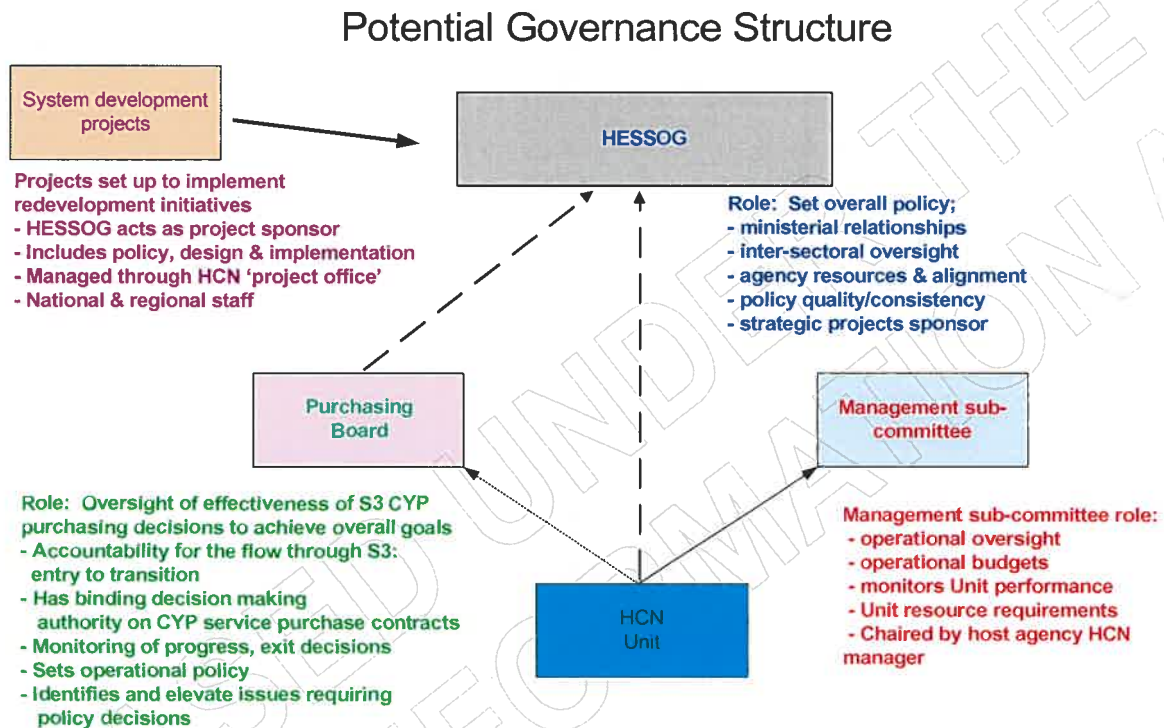 Potential Governance Structure
System development
projects
HESSOG
Projects set up to implement
redevelopment initiatives
- HESSOG acts as project sponsor
- Includes policy, design & implementation
- Managed through HCN ‘project office’
- National & regional staff
Role: Set overall policy;
- ministerial relationships
- inter-sectoral oversight
- agency resources & alignment
- policy quality/consistency
- strategic projects sponsor
Purchasing
Board
Management sub-
committee
Role: Oversight of effectiveness of S3 CYP
purchasing decisions to achieve overall goals
- Accountability for the flow through S3:
entry to transition
- Has binding decision making
authority on CYP service purchase contracts
- Monitoring of progress, exit decisions
- Sets operational policy
- Identifies and elevate issues requiring
policy decisions
HCN
Unit
Management sub-committee role:
- operational oversight
- operational budgets
- monitors Unit performance
- Unit resource requirements
- Chaired by host agency HCN
manager
UNDER THE